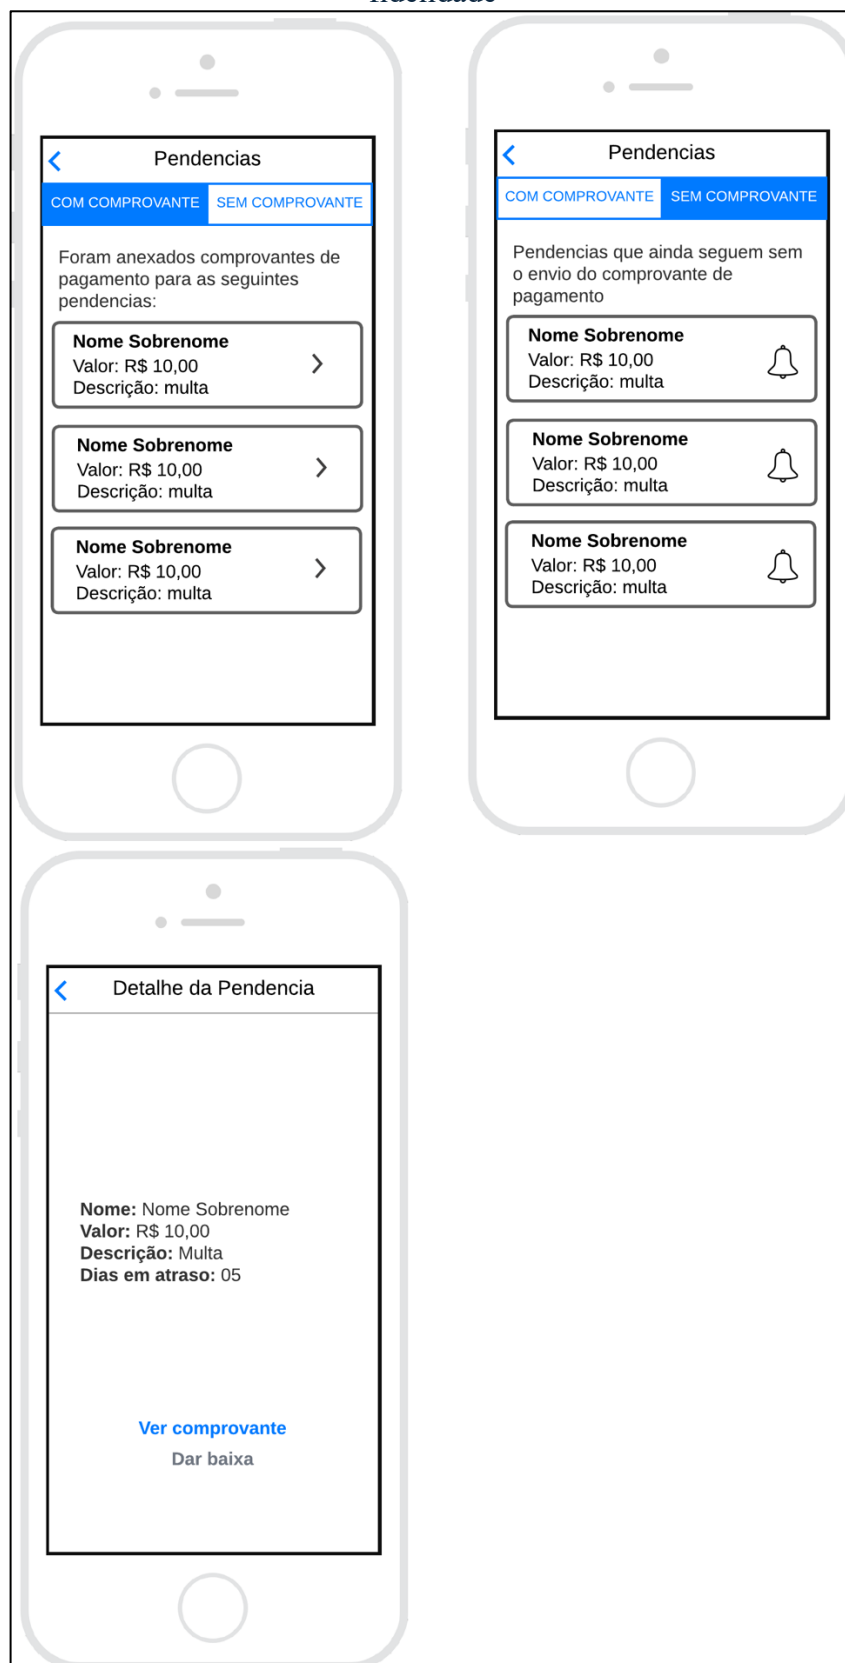 Pendencias
COM COMPROVANTE
SEM COMPROVANTE
Foram anexados comprovantes de
pagamento para as seguintes
pendencias:
Nome Sobrenome
Valor: R$ 10,00
Descrição: multa
Nome Sobrenome
Valor: R$ 10,00
Descrição: multa
Nome Sobrenome
Valor: R$ 10,00
Descrição: multa
Pendencias
COM COMPROVANTE
SEM COMPROVANTE
Pendencias que ainda seguem sem
o envio do comprovante de
pagamento
Nome Sobrenome
Valor: R$ 10,00
Descrição: multa
Nome Sobrenome
Valor: R$ 10,00
Descrição: multa
Nome Sobrenome
Valor: R$ 10,00
Descrição: multa
Detalhe da Pendencia
Nome: Nome Sobrenome
Valor: R$ 10,00
Descrição: Multa
Dias em atraso: 05
Ver comprovante
Dar baixa